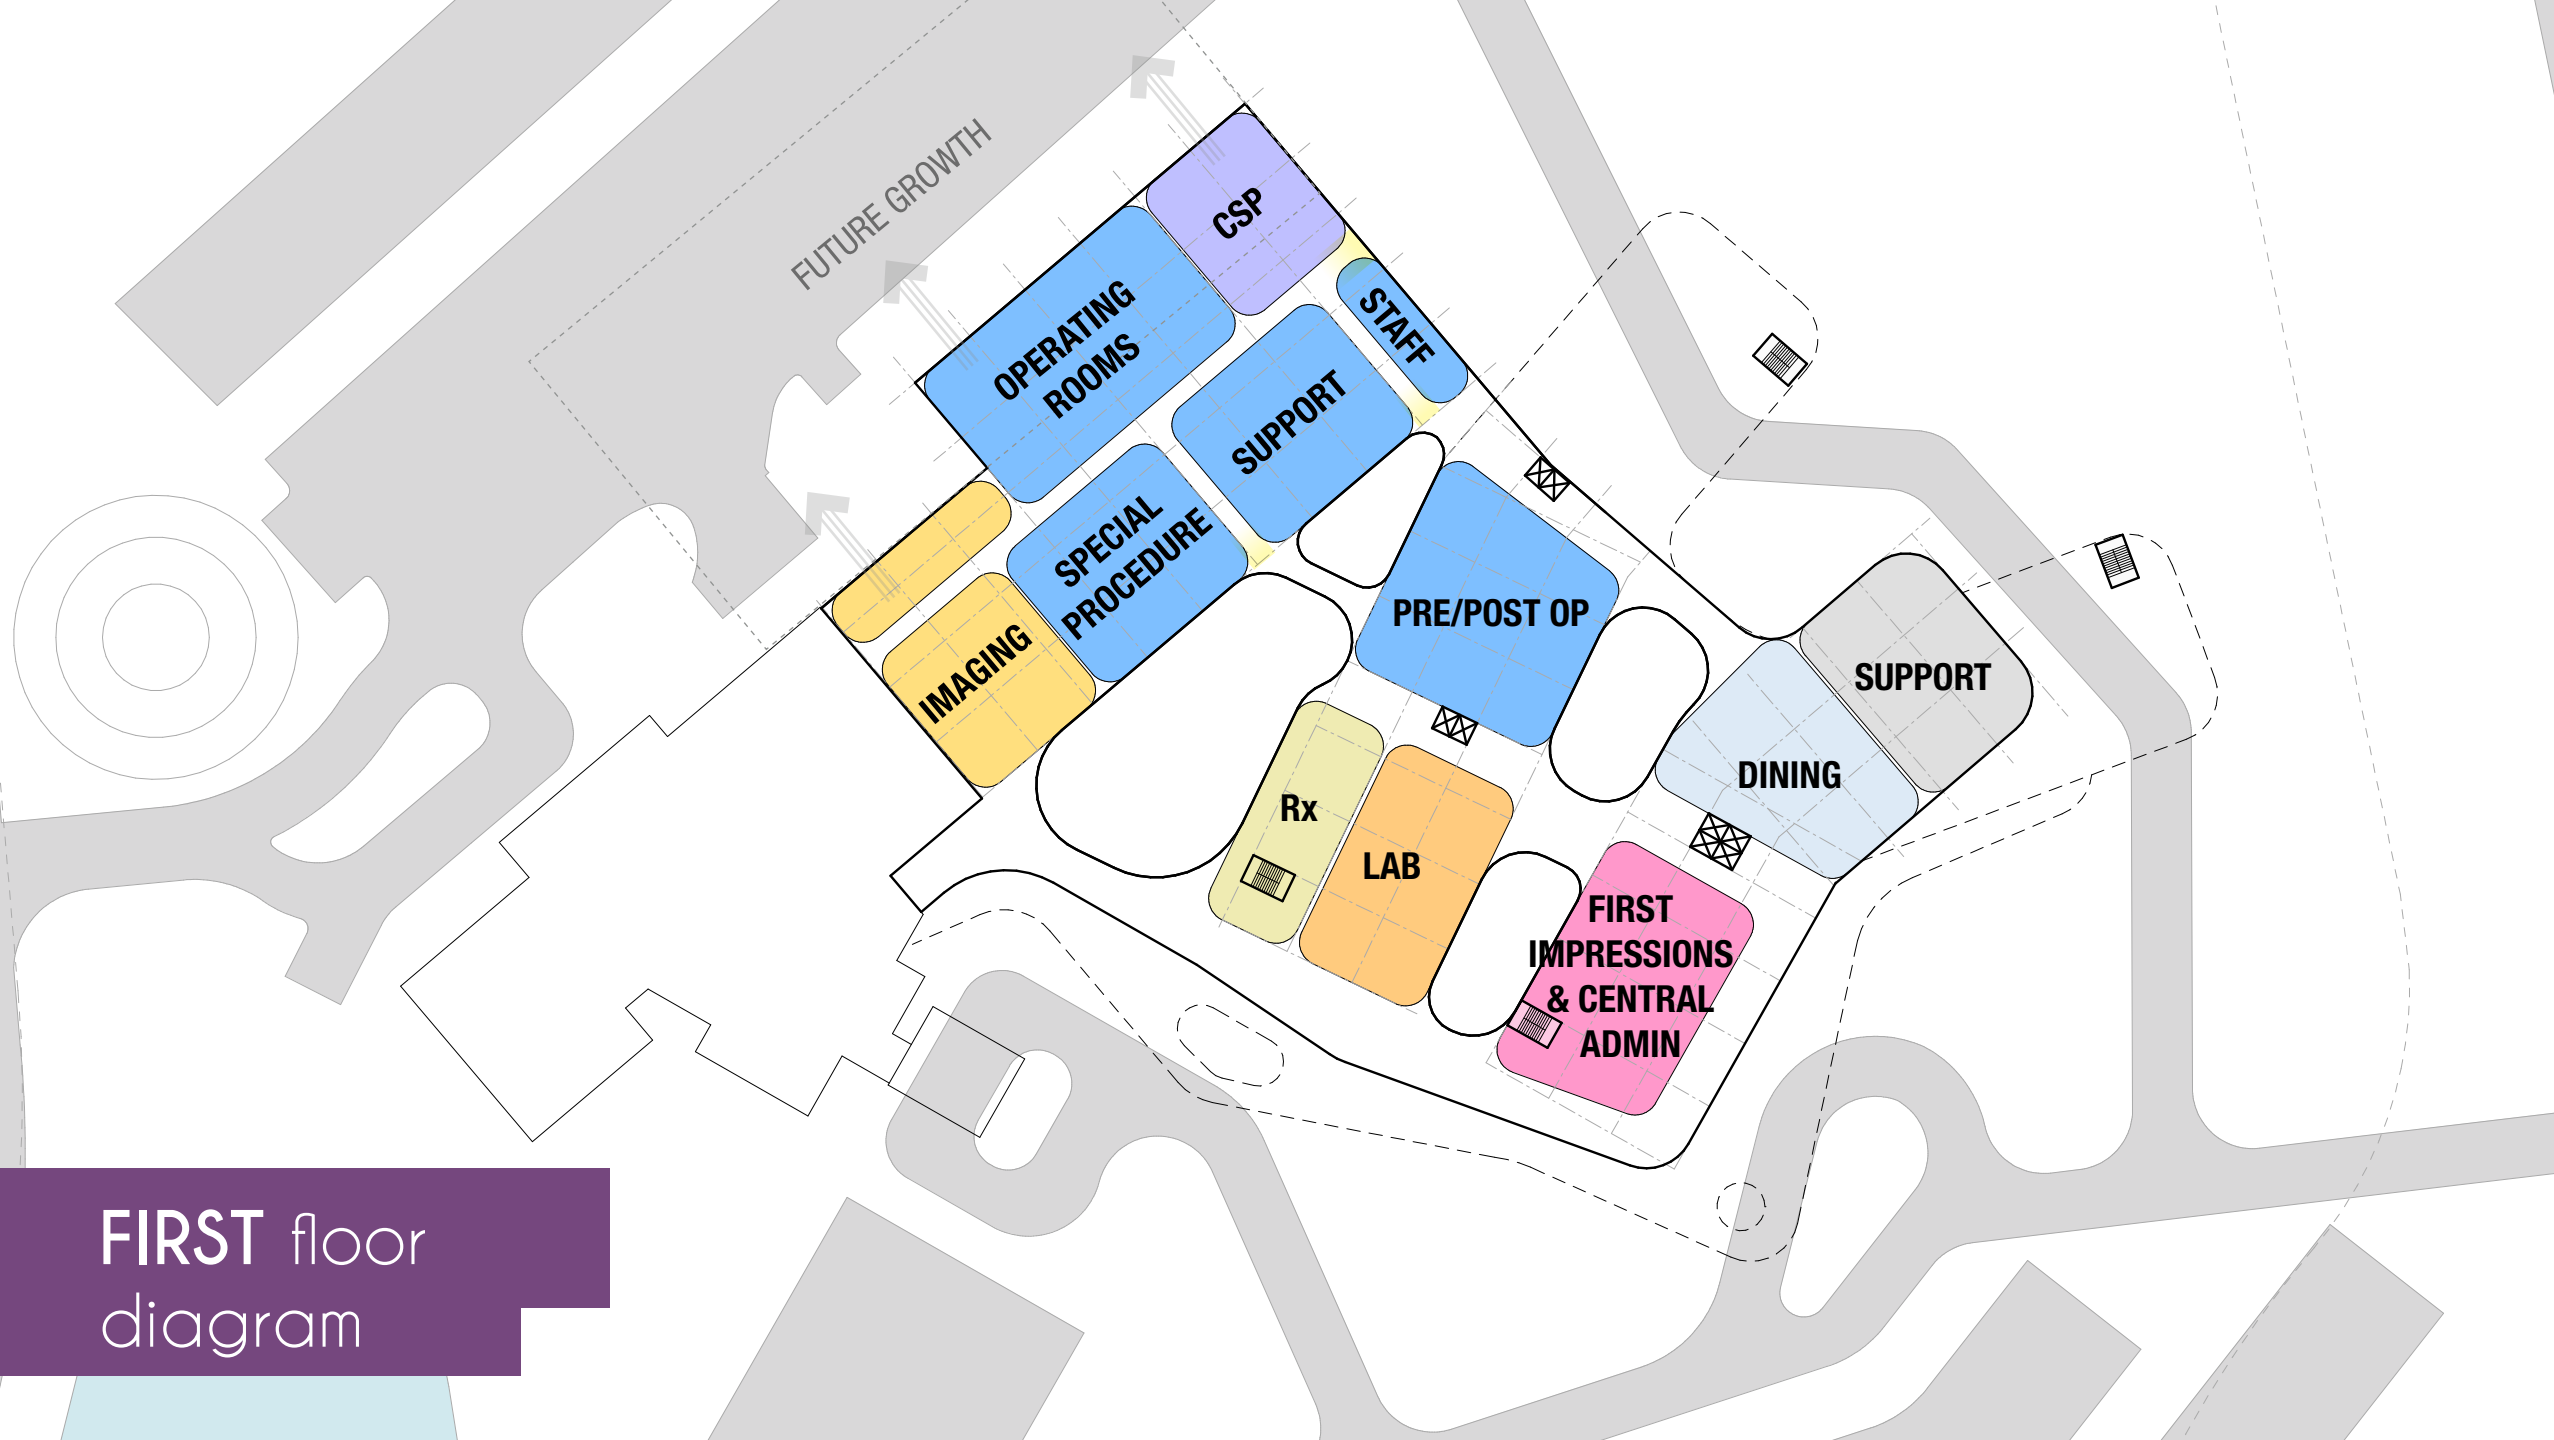 FUTURE GROWTH
CSP
OPERATING
ROOMS
STAFF
SUPPORT
SPECIAL
PROCEDURE
IMAGING
PRE/POST OP
SUPPORT
DINING
Rx
LAB
FIRST
IMPRESSIONS
& CENTRAL
ADMIN
FIRST floor
diagram